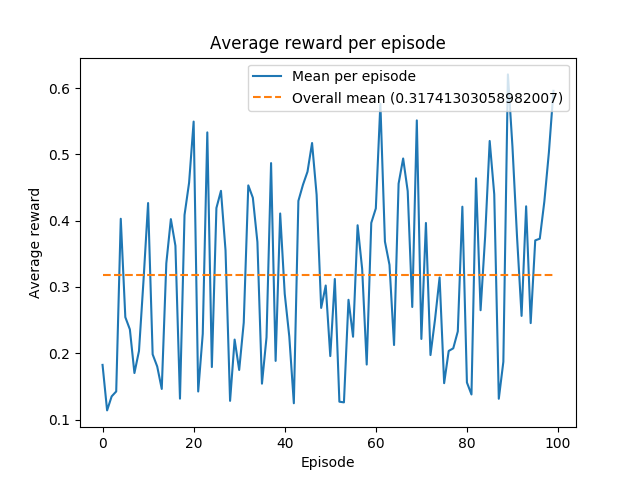 Average reward per episode
Mean per episode
Overall mean (0.31741303058982007)
Average reward
0.6
0.5
0.4
0.3
0.2
0.1
0
20
40
60
80
100
Episode